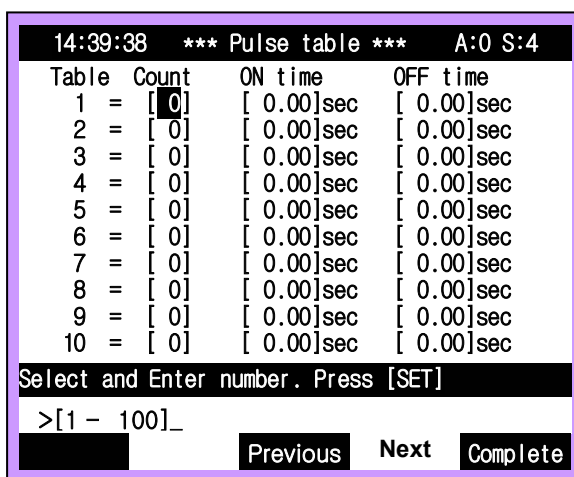 14:39:38 *** Pulse table *** A:0 S:4
Table Count ON time OFF time
1 = [ 0] [ 0.00]sec [ 0.00]sec
2 = [ 0] [ 0.00]sec [ 0.00]sec
3 = [ 0] [ 0.00]sec [ 0.00]sec
4 = [ 0] [ 0.00]sec [ 0.00]sec
5 = [ 0] [ 0.00]sec [ 0.00]sec
6 = [ 0] [ 0.00]sec [ 0.00]sec
7 = [ 0] [ 0.00]sec [ 0.00]sec
8 = [ 0] [ 0.00]sec [ 0.00]sec
9 = [ 0] [ 0.00]sec [ 0.00]sec
10 = [ 0] [ 0.00]sec [ 0.00]sec
Select and Enter number. Press [SET]
>[1 - 100]_
Previous Next Complete